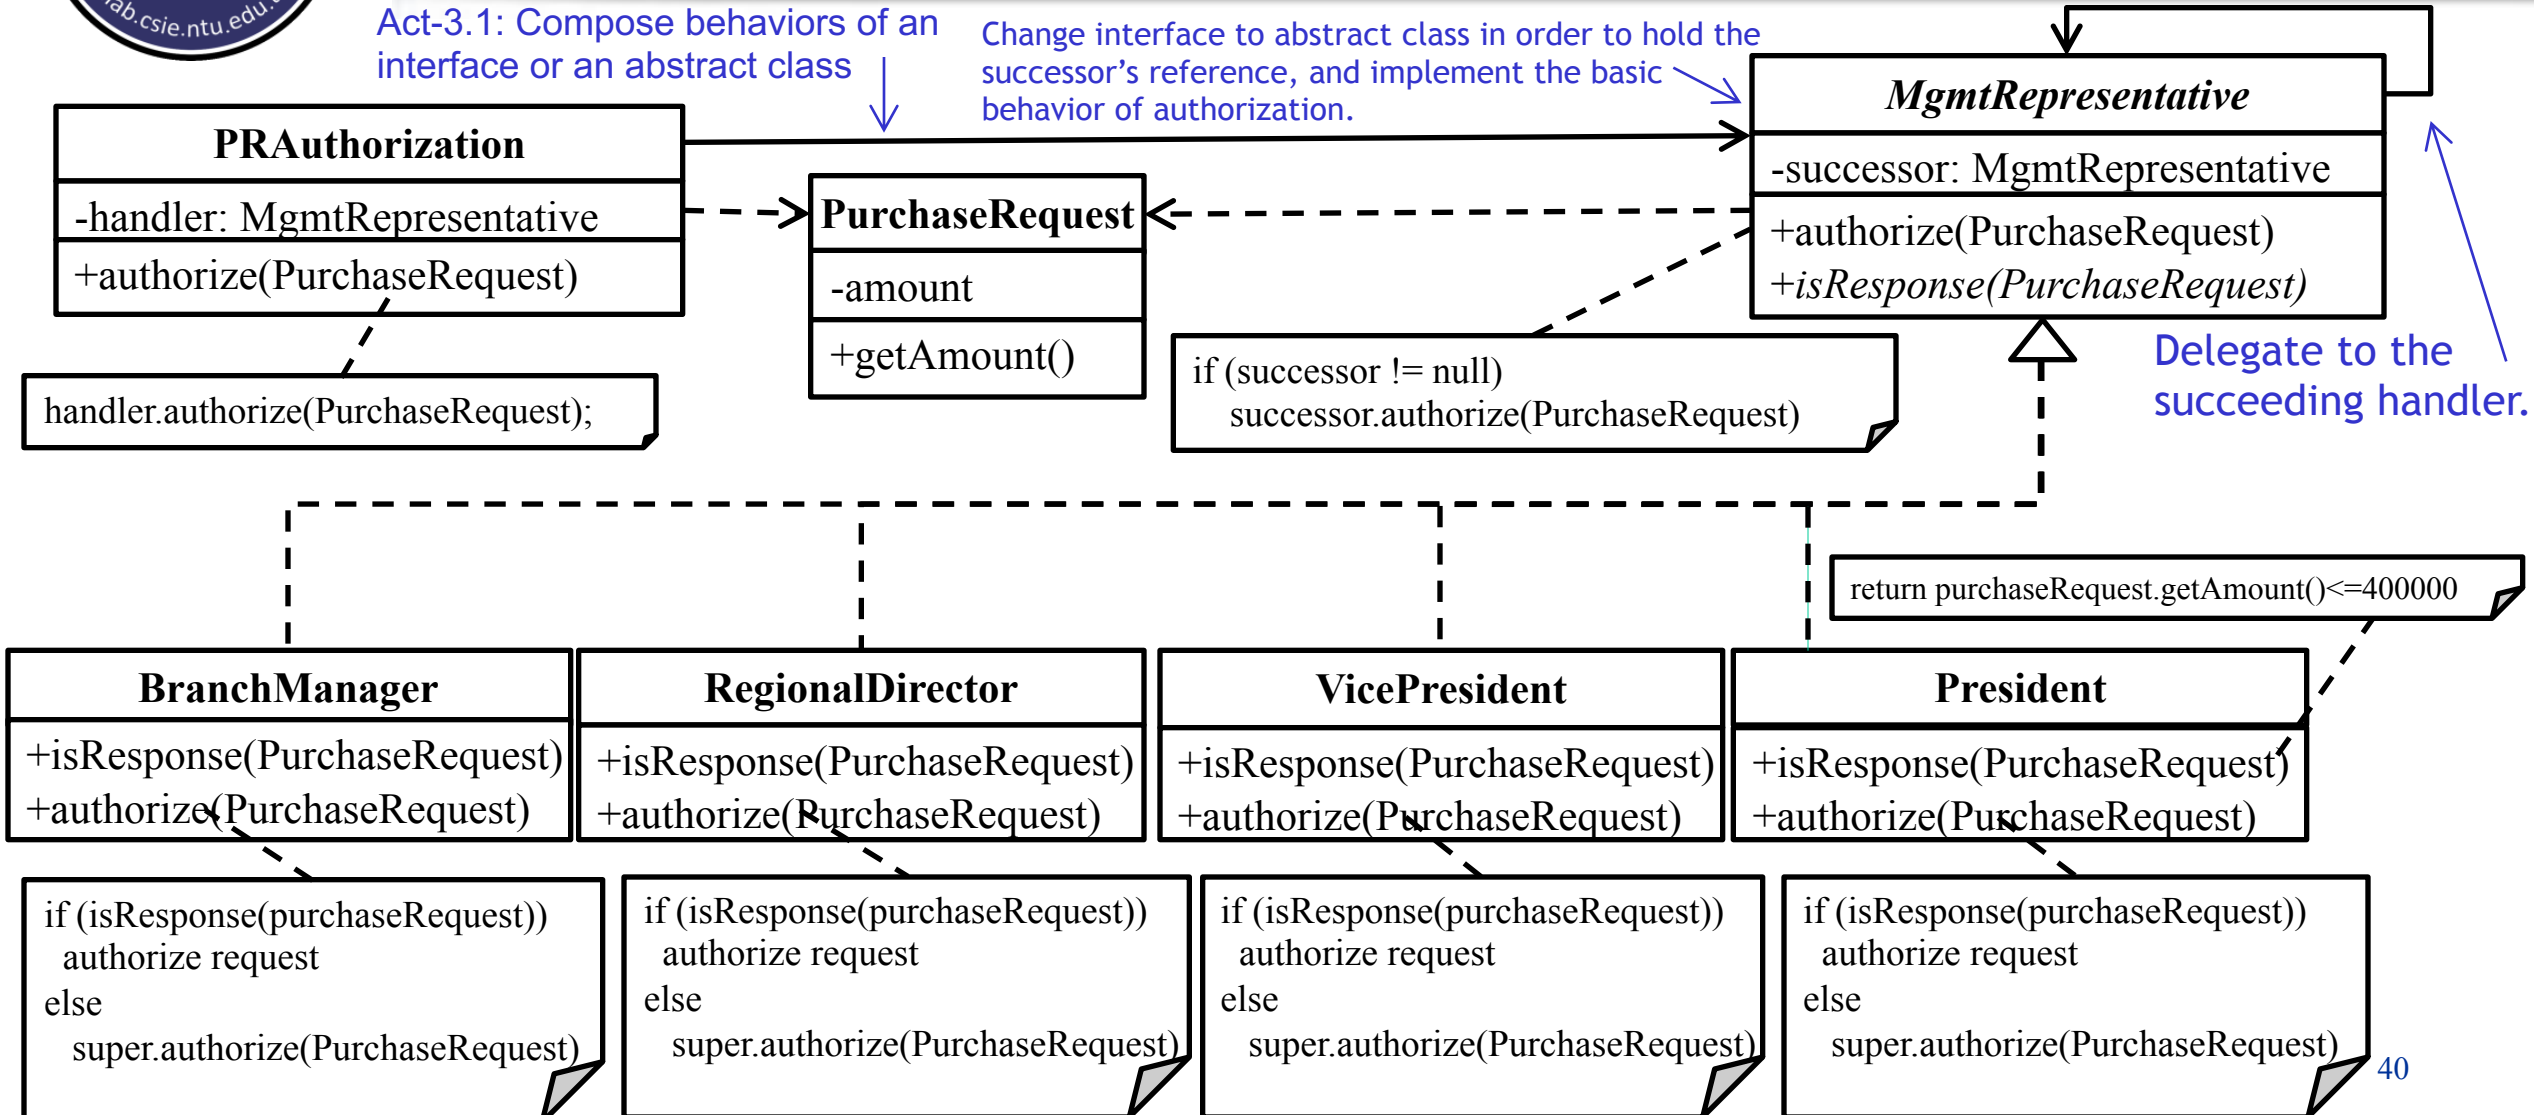 ab.csie.ntu.edu.
Act-3.1: Compose behaviors of an
interface or an abstract class
Change interface to abstract class in order to hold the
successor’s reference, and implement the basic
behavior of authorization.
PRAuthorization
-handler: MgmtRepresentative
+authorize(PurchaseRequest)
handler.authorize(PurchaseRequest);
PurchaseRequest
-amount
+getAmount()
MgmtRepresentative
-successor: MgmtRepresentative
+authorize(PurchaseRequest)
+isResponse(PurchaseRequest)
if (successor != null)
successor.authorize(PurchaseRequest)
Delegate to the
succeeding handler.
return purchaseRequest.getAmount()<=400000
BranchManager
+isResponse(PurchaseRequest)
+authorize(PurchaseRequest)
RegionalDirector
+isResponse(PurchaseRequest)
+authorize(PurchaseRequest)
VicePresident
+isResponse(PurchaseRequest)
+authorize(PurchaseRequest)
President
+isResponse(PurchaseRequest)
+authorize(PurchaseRequest)
if (isResponse(purchaseRequest))
authorize request
else
super.authorize(PurchaseRequest)
if (isResponse(purchaseRequest))
authorize request
else
super.authorize(PurchaseRequest)
if (isResponse(purchaseRequest))
authorize request
else
super.authorize(PurchaseRequest)
if (isResponse(purchaseRequest))
authorize request
else
super.authorize(PurchaseRequest)
40